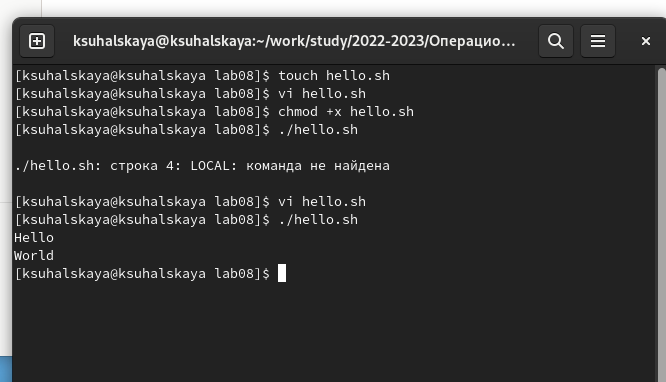 ksuhalskaya@ksuhalskaya:~/work/study/2022-2023/Операцио...
[ksuhalskaya@ksuhalskaya lab08]$ touch hello.sh
[ksuhalskaya@ksuhalskaya lab08]$ vi hello.sh
[ksuhalskaya@ksuhalskaya lab08]$ chmod +x hello.sh
[ksuhalskaya@ksuhalskaya lab08]$ ./hello.sh
./hello.sh: строка 4: LOCAL: команда не найдена
[ksuhalskaya@ksuhalskaya lab08]$ vi hello.sh
[ksuhalskaya@ksuhalskaya lab08]$ ./hello.sh
Hello
World
[ksuhalskaya@ksuhalskaya lab08]$